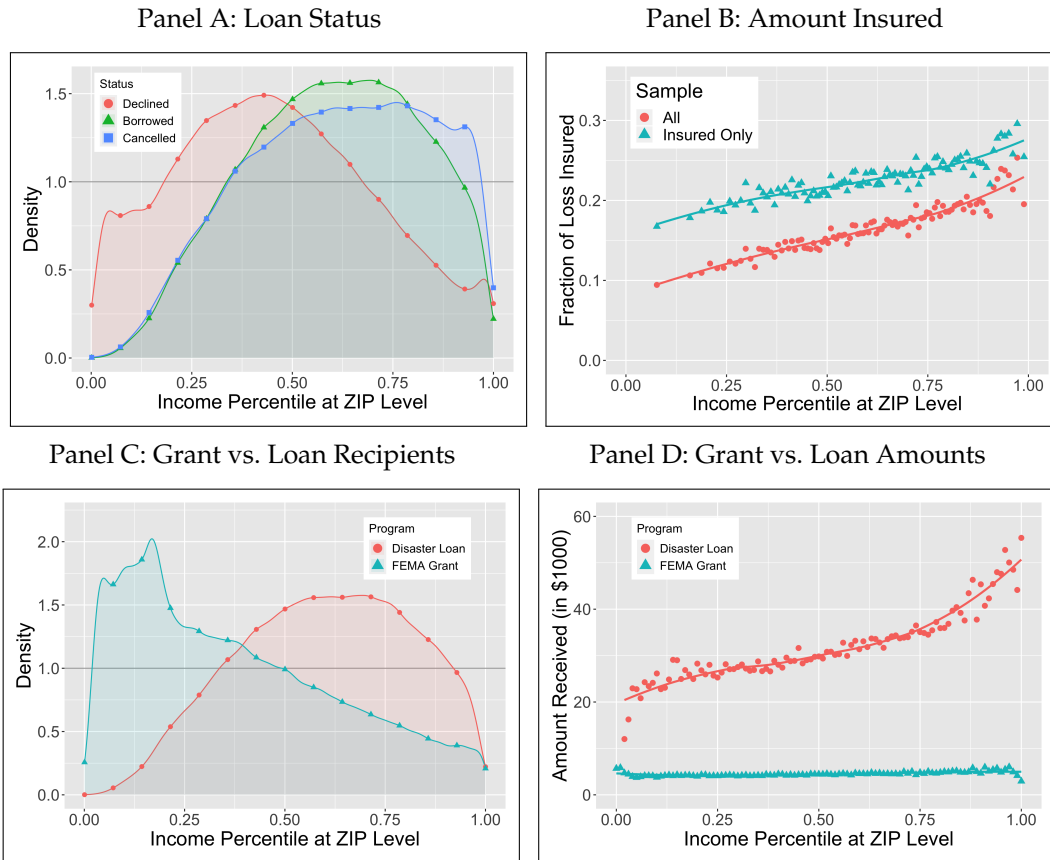 Panel A: Loan Status
Status
Declined
Borrowed
Cancelled
Density
1.5
1.0
0.5
0.0
0.00 0.25 0.50 0.75 1.00
Income Percentile at ZIP Level
Panel B: Amount Insured
Sample
All
Insured Only
Fraction of Loss Insured
0.3
0.2
0.1
0.0
0.00 0.25 0.50 0.75 1.00
Income Percentile at ZIP Level
Panel C: Grant vs. Loan Recipients
Program
Disaster Loan
FEMA Grant
Density
2.0
1.5
1.0
0.5
0.0
0.00 0.25 0.50 0.75 1.00
Income Percentile at ZIP Level
Panel D: Grant vs. Loan Amounts
Program
Disaster Loan
FEMA Grant
Amount Received (in $1000)
60
40
20
0
0.00 0.25 0.50 0.75 1.00
Income Percentile at ZIP Level